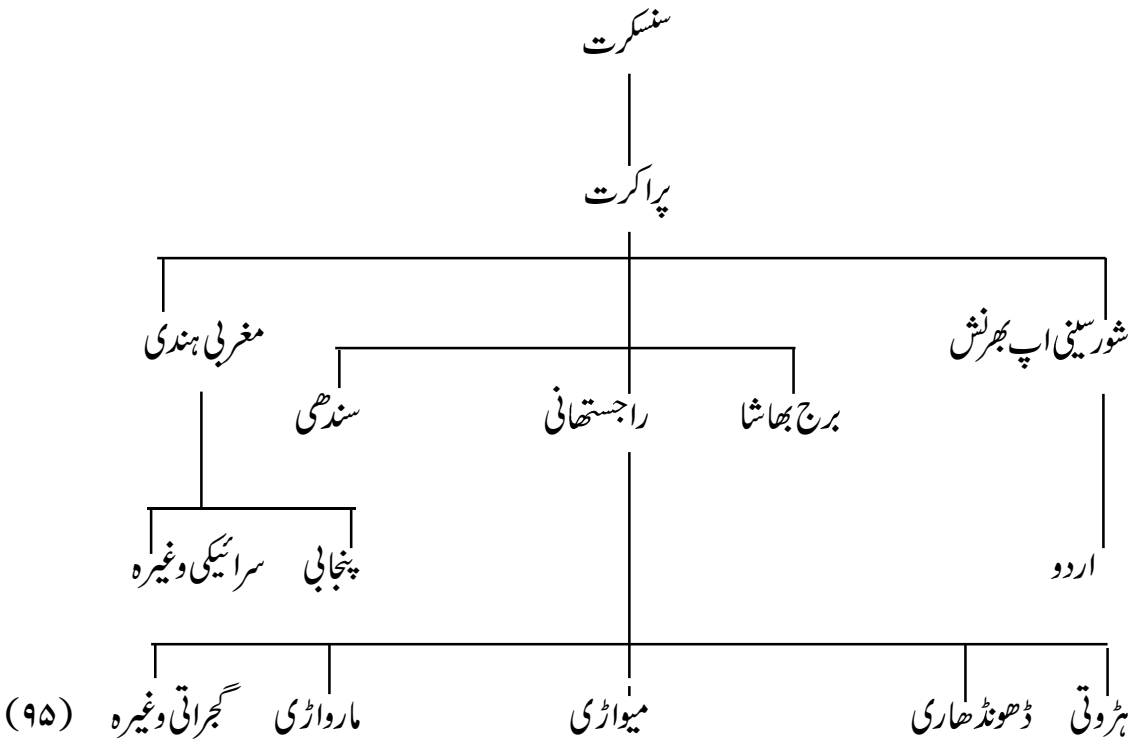 سنسکرت
پراکرت
شورسینی اپ بھرنش مغربی ہندی
برج بھاشا راجستھانی سندھی
اردو پنجابی سرائیکی وغیرہ
ہڑوتی ڈھونڈھاری میواڑی مارواڑی گجراتی وغیرہ (۹۵)